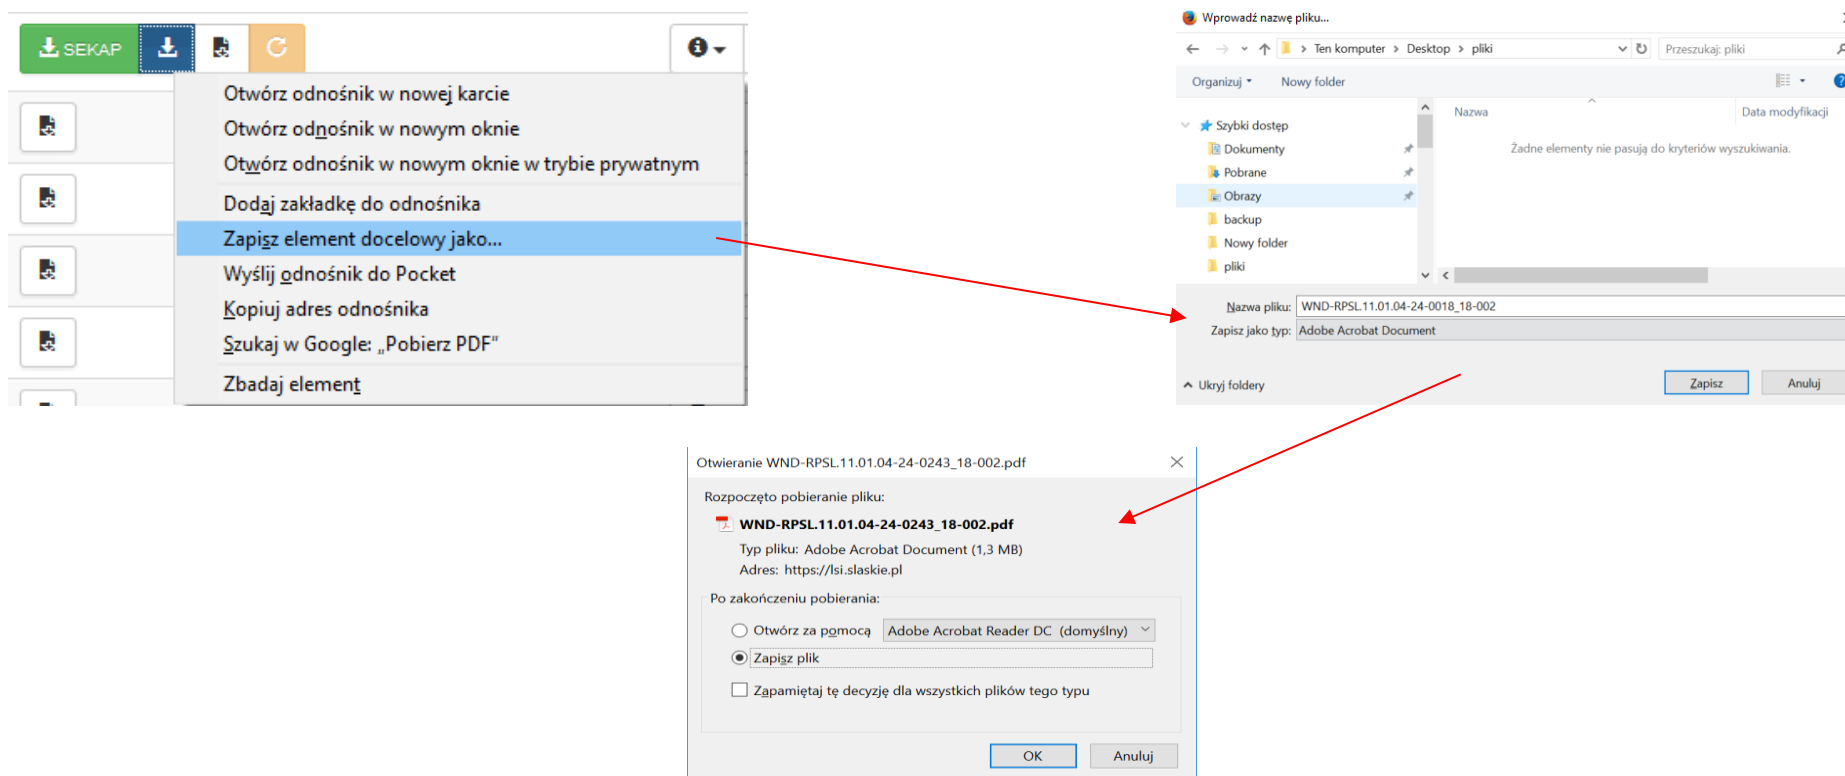 SEKAP
Otwórz odnośnik w nowej karcie
Otwórz odnośnik w nowym oknie
Otwórz odnośnik w nowym oknie w trybie prywatnym
Dodaj zakładkę do odnośnika
Zapisz element docelowy jako...
Wyślij odnośnik do Pocket
Kopiuj adres odnośnika
Szukaj w Google: „Pobierz PDF”
Zbadaj element
Wprowadź nazwę pliku...
Ten komputer > Desktop > pliki
Przeszukaj: pliki
Organizuj
Nowy folder
Nazwa
Data modyfikacji
Szybki dostęp
Żadne elementy nie pasują do kryteriów wyszukiwania.
Dokumenty
Pobrane
Obrazy
backup
Nowy folder
pliki
Nazwa pliku: WND-RPSL.11.01.04-24-0018_18-002
Zapisz jako typ: Adobe Acrobat Document
Ukryj foldery
Zapisz
Anuluj
Otwieranie WND-RPSL.11.01.04-24-0243_18-002.pdf
Rozpoczęto pobieranie pliku:
WND-RPSL.11.01.04-24-0243_18-002.pdf
Typ pliku: Adobe Acrobat Document (1,3 MB)
Adres: https://lsi.slaskie.pl
Po zakończeniu pobierania:
Otwórz za pomocą Adobe Acrobat Reader DC (domyślny)
Zapisz plik
Zapamiętaj tę decyzję dla wszystkich plików tego typu
OK
Anuluj